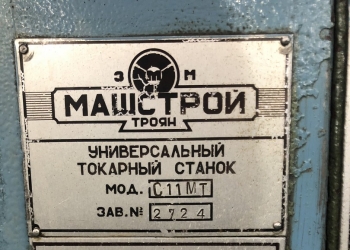 З М
МАШСТРОЙ
ТРОЯН
УНИВЕРСАЛЬНЫЙ
ТОКАРНЫЙ СТАНОК
МОД. С11МТ
ЗАВ.№ 2724